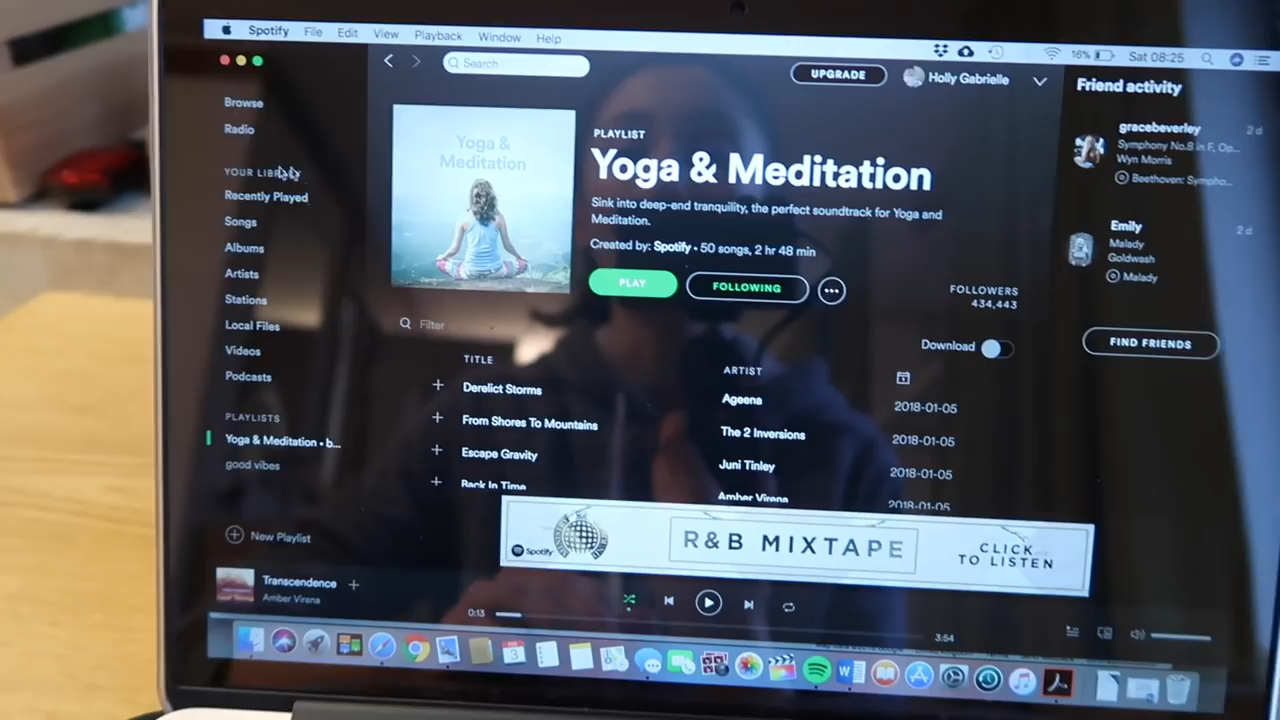 Spotify File Edit View Playback Window Help
16% Sat 08:25
Search
UPGRADE
Holly Gabrielle
Browse
Radio
YOUR LIBRARY
Recently Played
Songs
Albums
Artists
Stations
Local Files
Videos
Podcasts
PLAYLISTS
Yoga & Meditation • b...
good vibes
New Playlist
Transcendence
Amber Virena
Yoga &
Meditation
PLAYLIST
Yoga & Meditation
Sink into deep-end tranquility, the perfect soundtrack for Yoga and
Meditation.
Created by: Spotify • 50 songs, 2 hr 48 min
PLAY
FOLLOWING
FOLLOWERS
434,443
Filter
Download
TITLE ARTIST
Derelict Storms Ageena 2018-01-05
From Shores To Mountains The 2 Inversions 2018-01-05
Escape Gravity Juni Tinley 2018-01-05
Back In Time Amber Virena 2018-01-05
Spotify
R&B MIXTAPE
CLICK
TO LISTEN
0:13
3:54
Friend activity
gracebeverley 2d
Symphony No.8 in F, Op...
Wyn Morris
Beethoven: Sympho...
Emily 2d
Malady
Goldwash
Malady
FIND FRIENDS